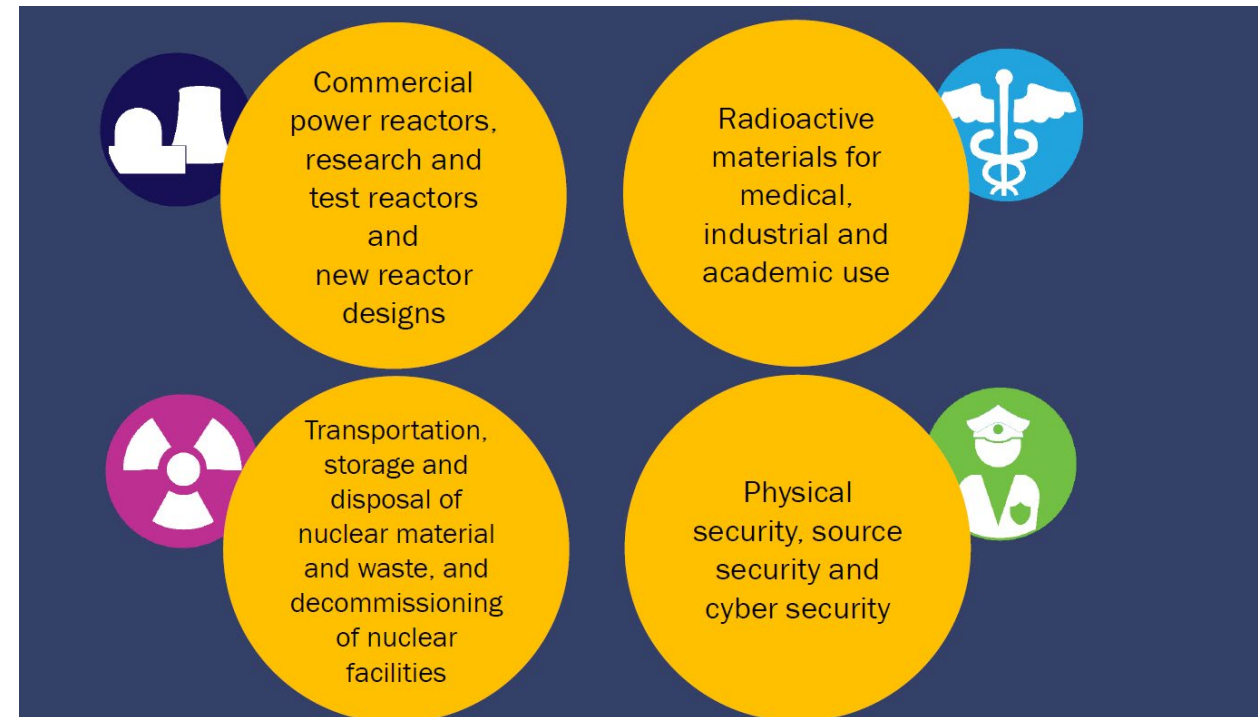 Commercial
power reactors,
research and
test reactors
and
new reactor
designs
Radioactive
materials for
medical,
industrial and
academic use
Transportation,
storage and
disposal of
nuclear material
and waste, and
decommissioning
of nuclear
facilities
Physical
security, source
security and
cyber security